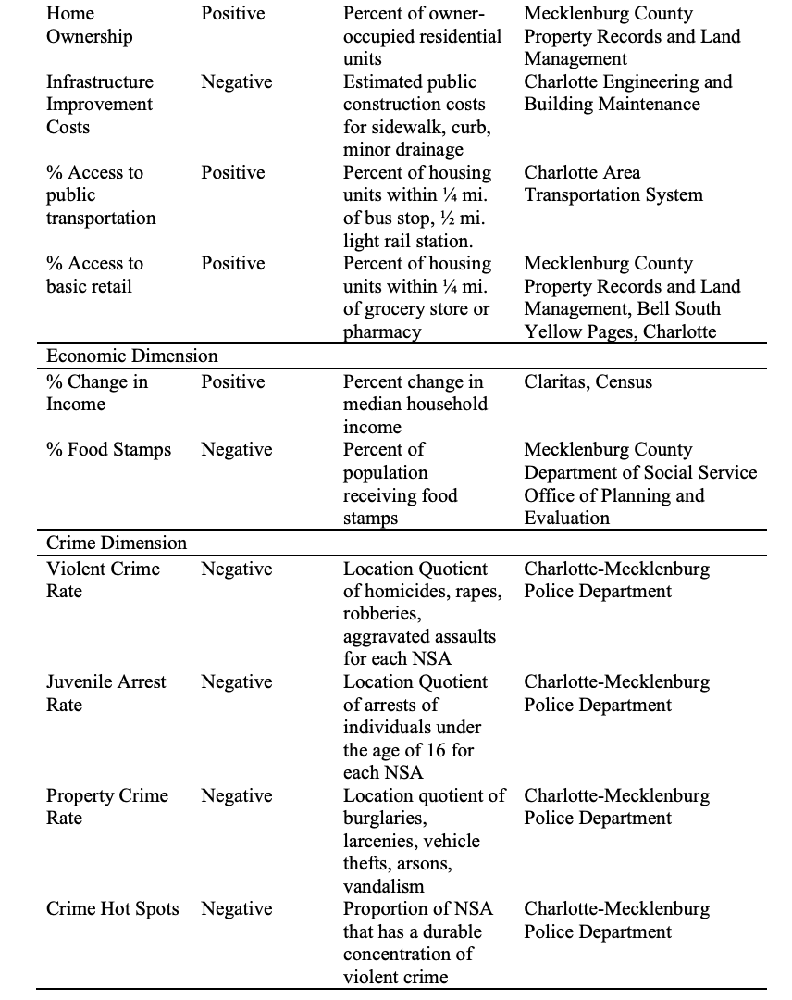 Home Positive Percent of owner- Mecklenburg County
Ownership occupied residential Property Records and Land
units Management
Infrastructure Negative Estimated public Charlotte Engineering and
Improvement construction costs Building Maintenance
Costs for sidewalk, curb,
minor drainage
% Access to Positive Percent of housing Charlotte Area
public units within ¼ mi. Transportation System
transportation of bus stop, ½ mi.
light rail station.
% Access to Positive Percent of housing Mecklenburg County
basic retail units within ¼ mi. Property Records and Land
of grocery store or Management, Bell South
pharmacy Yellow Pages, Charlotte
Economic Dimension
% Change in Positive Percent change in Claritas, Census
Income median household
income
% Food Stamps Negative Percent of Mecklenburg County
population Department of Social Service
receiving food Office of Planning and
stamps Evaluation
Crime Dimension
Violent Crime Negative Location Quotient Charlotte-Mecklenburg
Rate of homicides, rapes, Police Department
robberies,
aggravated assaults
for each NSA
Juvenile Arrest Negative Location Quotient Charlotte-Mecklenburg
Rate of arrests of Police Department
individuals under
the age of 16 for
each NSA
Property Crime Negative Location quotient of Charlotte-Mecklenburg
Rate burglaries, Police Department
larcenies, vehicle
thefts, arsons,
vandalism
Crime Hot Spots Negative Proportion of NSA Charlotte-Mecklenburg
that has a durable Police Department
concentration of
violent crime